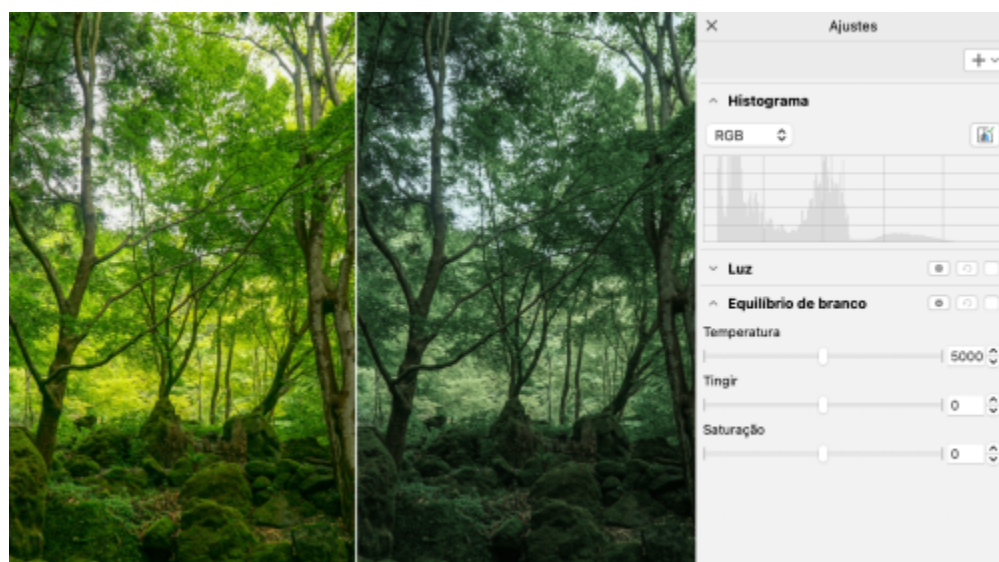 Ajustes
Histograma
RGB
Luz
Equilíbrio de branco
Temperatura
5000
Tingir
0
Saturação
0